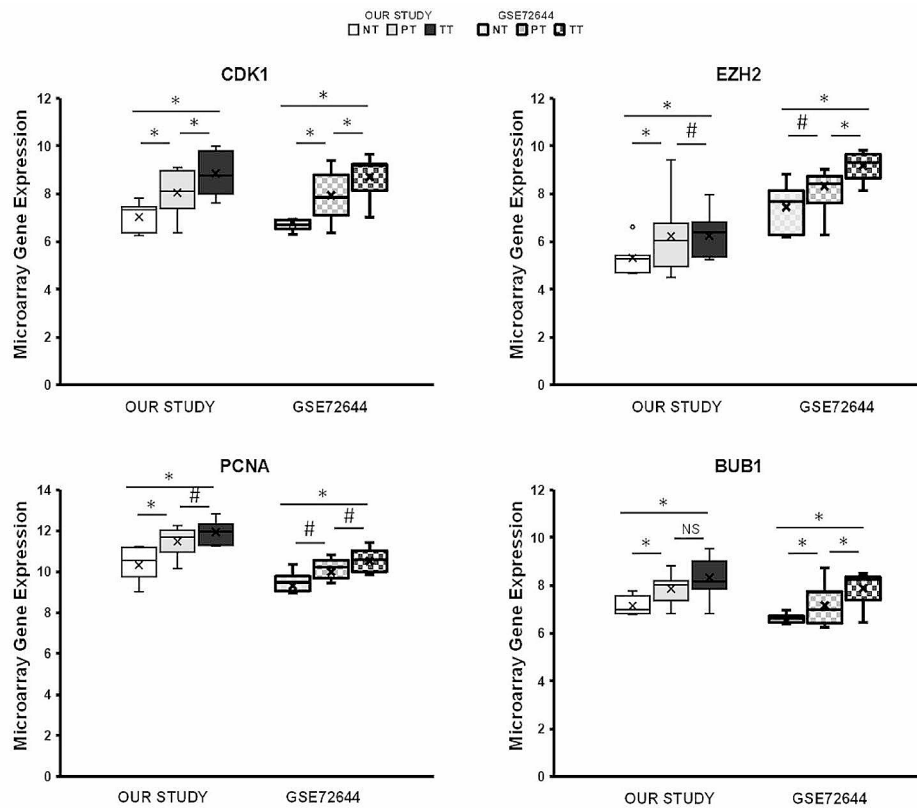 OUR STUDY GSE72644
NT PT TT NT PT TT
CDK1
Microarray Gene Expression
12
10
8
6
4
2
0
* * * * * *
OUR STUDY GSE72644
EZH2
Microarray Gene Expression
12
10
8
6
4
2
0
* * # * # *
OUR STUDY GSE72644
PCNA
Microarray Gene Expression
14
12
10
8
6
4
2
0
* * # * # #
OUR STUDY GSE72644
BUB1
Microarray Gene Expression
12
10
8
6
4
2
0
* * NS * * *
OUR STUDY GSE72644